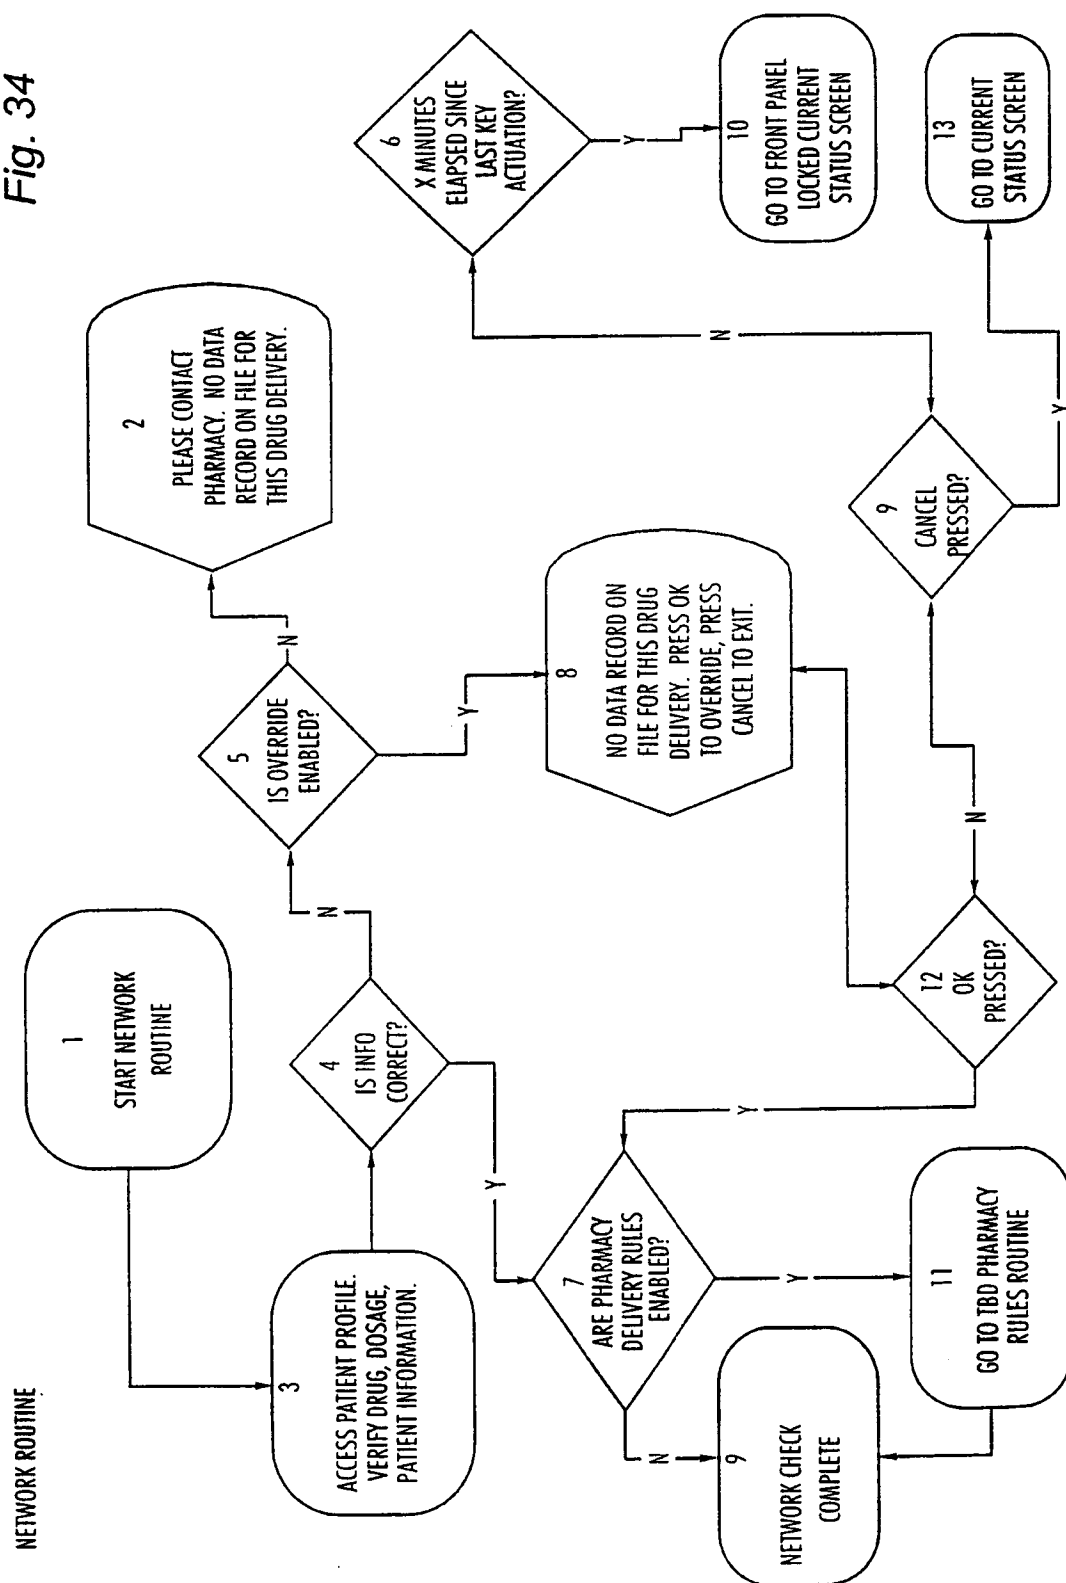 Fig. 34
NETWORK ROUTINE
1
START NETWORK
ROUTINE
2
PLEASE CONTACT
PHARMACY. NO DATA
RECORD ON FILE FOR
THIS DRUG DELIVERY.
3
ACCESS PATIENT PROFILE.
VERIFY DRUG, DOSAGE,
PATIENT INFORMATION.
4
IS INFO
CORRECT?
N
Y
5
IS OVERRIDE
ENABLED?
N
Y
6
X MINUTES
ELAPSED SINCE
LAST KEY
ACTUATION?
Y
7
ARE PHARMACY
DELIVERY RULES
ENABLED?
N
Y
8
NO DATA RECORD ON
FILE FOR THIS DRUG
DELIVERY. PRESS OK
TO OVERRIDE, PRESS
CANCEL TO EXIT.
9
CANCEL
PRESSED?
N
Y
10
GO TO FRONT PANEL
LOCKED CURRENT
STATUS SCREEN
9
NETWORK CHECK
COMPLETE
11
GO TO TBD PHARMACY
RULES ROUTINE
12
OK
PRESSED?
Y
N
13
GO TO CURRENT
STATUS SCREEN